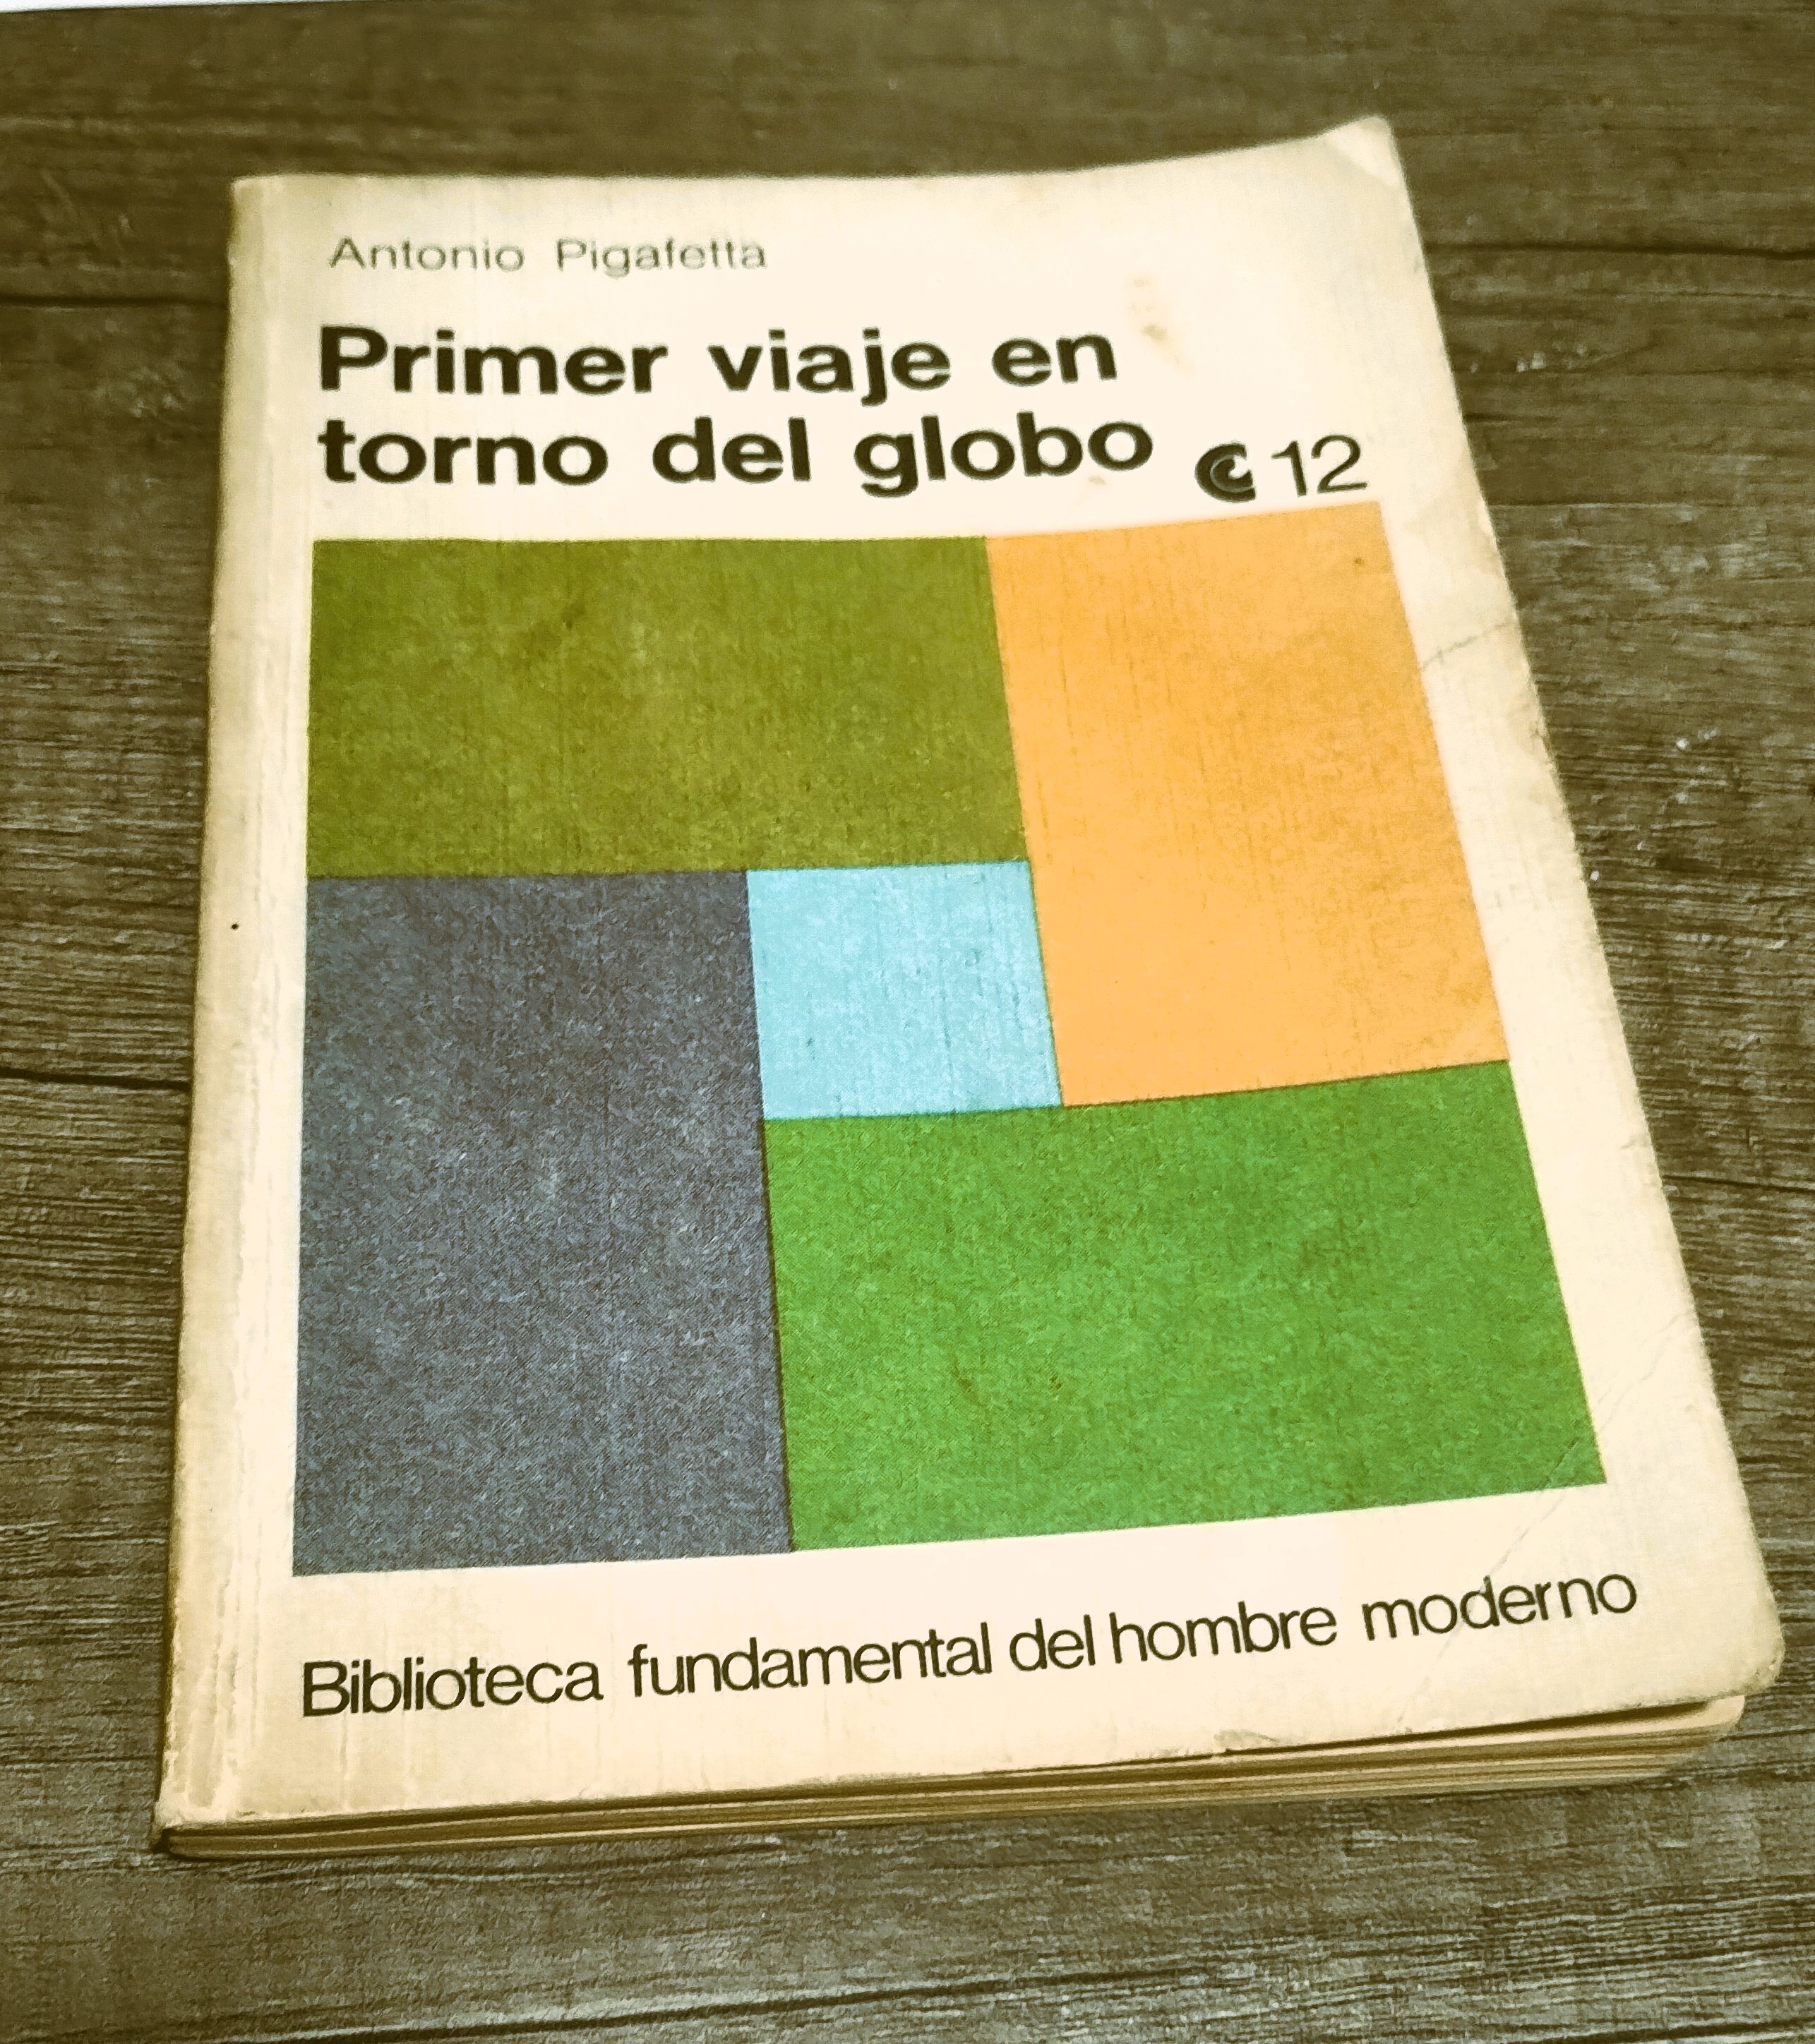 Antonio Pigafetta
Primer viaje en
torno del globo
C 12
Biblioteca fundamental del hombre moderno